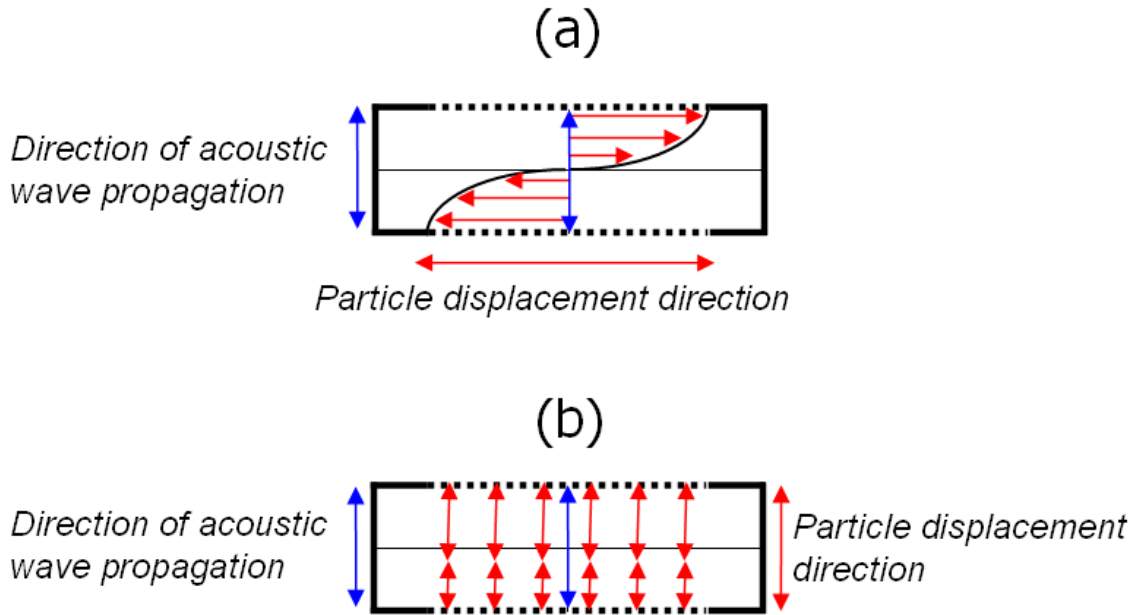 (a)
Direction of acoustic
wave propagation
Particle displacement direction
(b)
Direction of acoustic
wave propagation
Particle displacement
direction